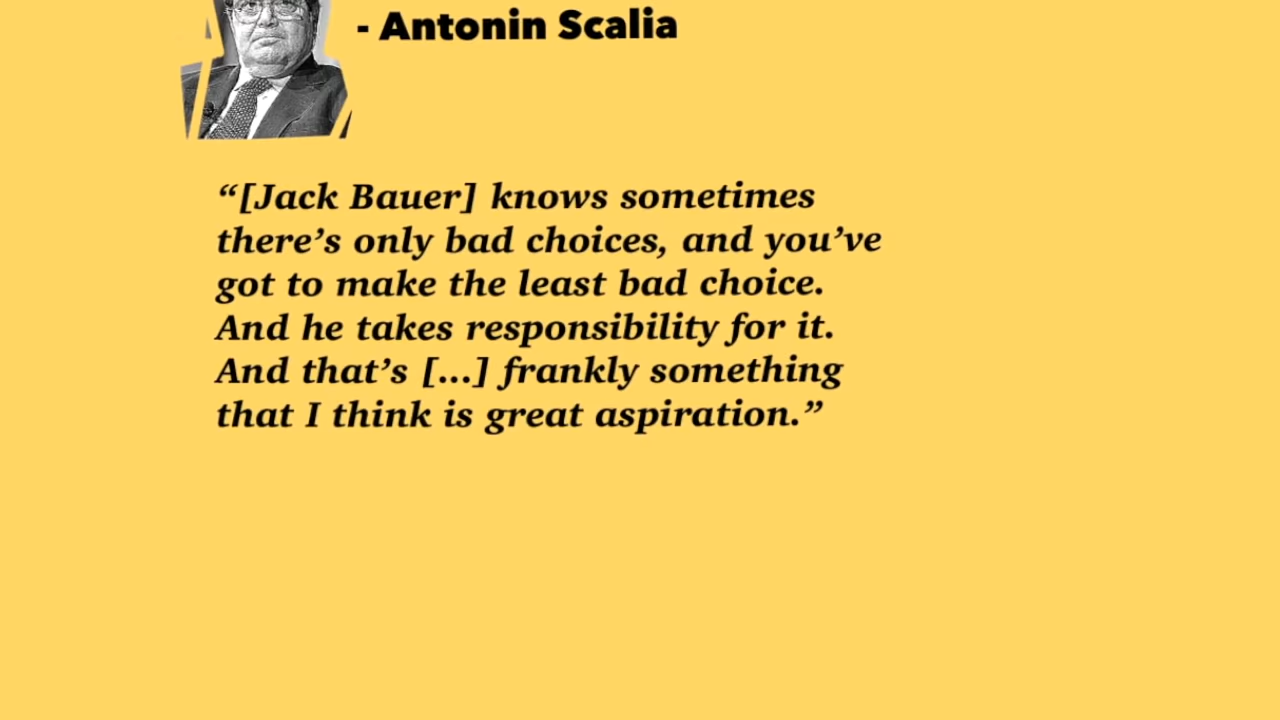 - Antonin Scalia
“[Jack Bauer] knows sometimes
there’s only bad choices, and you’ve
got to make the least bad choice.
And he takes responsibility for it.
And that’s [...] frankly something
that I think is great aspiration.”